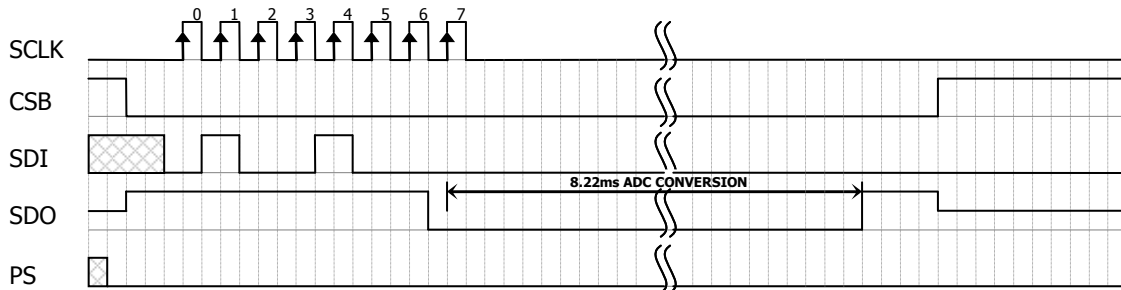 0 1 2 3 4 5 6 7
SCLK
CSB
SDI
8.22ms ADC CONVERSION
SDO
PS